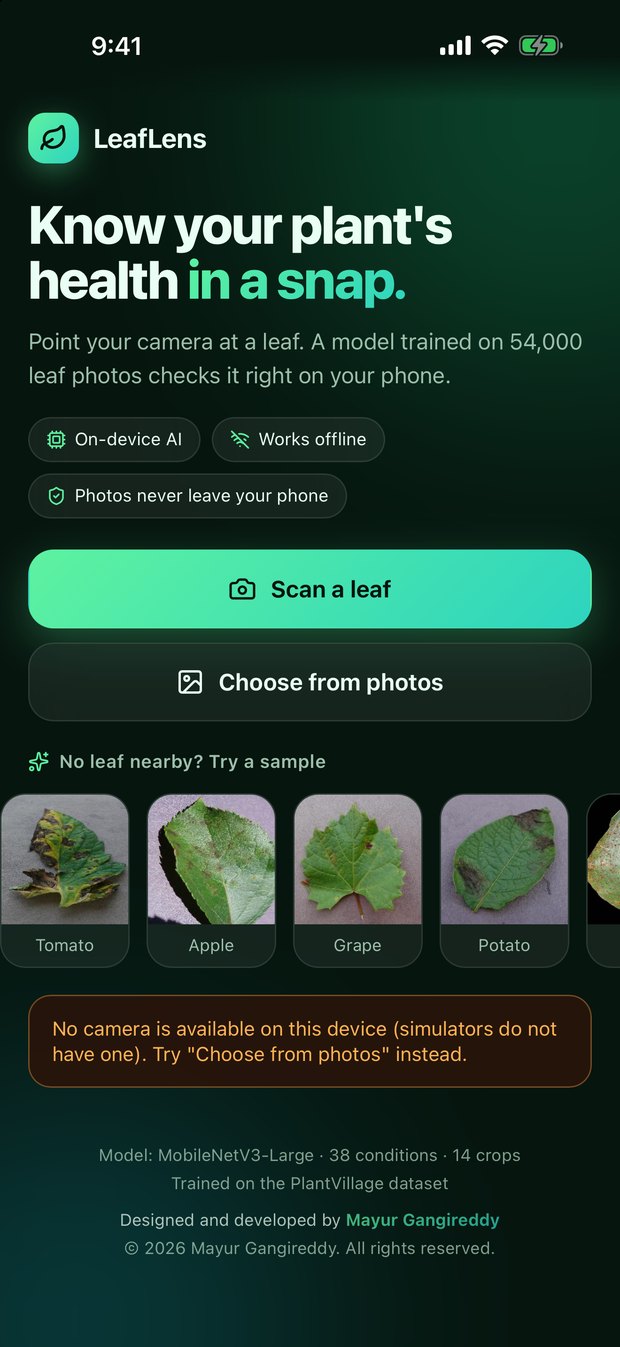 9:41
LeafLens
Know your plant's
health in a snap.
Point your camera at a leaf. A model trained on 54,000
leaf photos checks it right on your phone.
On-device AI
Works offline
Photos never leave your phone
Scan a leaf
Choose from photos
No leaf nearby? Try a sample
Tomato
Apple
Grape
Potato
No camera is available on this device (simulators do not
have one). Try "Choose from photos" instead.
Model: MobileNetV3-Large · 38 conditions · 14 crops
Trained on the PlantVillage dataset
Designed and developed by Mayur Gangireddy
© 2026 Mayur Gangireddy. All rights reserved.